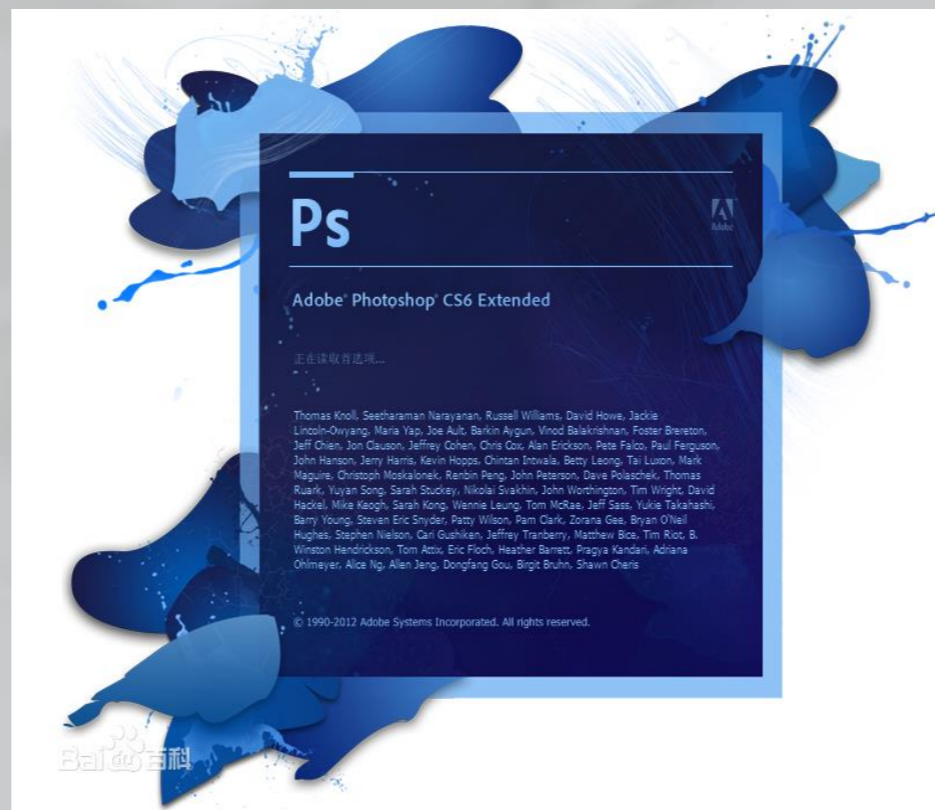 Ps
Adobe
Adobe® Photoshop® CS6 Extended
正在读取首选项...
Thomas Knoll, Seetharaman Narayanan, Russell Williams, David Howe, Jackie
Lincoln-Owyang, Maria Yap, Joe Ault, Barkin Aygun, Vinod Balakrishnan, Foster Brereton,
Jeff Chien, Jon Clauson, Jeffrey Cohen, Chris Cox, Alan Erickson, Pete Falco, Paul Ferguson,
John Hanson, Jerry Harris, Kevin Hopps, Chintan Intwala, Betty Leong, Tai Luxon, Mark
Maguire, Christoph Moskalonek, Renbin Peng, John Peterson, Dave Polaschek, Thomas
Ruark, Yuyan Song, Sarah Stuckey, Nikolai Svakhin, John Worthington, Tim Wright, David
Hackel, Mike Keogh, Sarah Kong, Wennie Leung, Tom McRae, Jeff Sass, Yukie Takahashi,
Barry Young, Steven Eric Snyder, Patty Wilson, Pam Clark, Zorana Gee, Bryan O'Neil
Hughes, Stephen Nielson, Cari Gushiken, Jeffrey Tranberry, Matthew Bice, Tim Riot, B.
Winston Hendrickson, Tom Attix, Eric Floch, Heather Barrett, Pragya Kandari, Adriana
Ohlmeyer, Alice Ng, Allen Jeng, Dongfang Gou, Birgit Bruhn, Shawn Cheris
© 1990-2012 Adobe Systems Incorporated. All rights reserved.
Bai百科